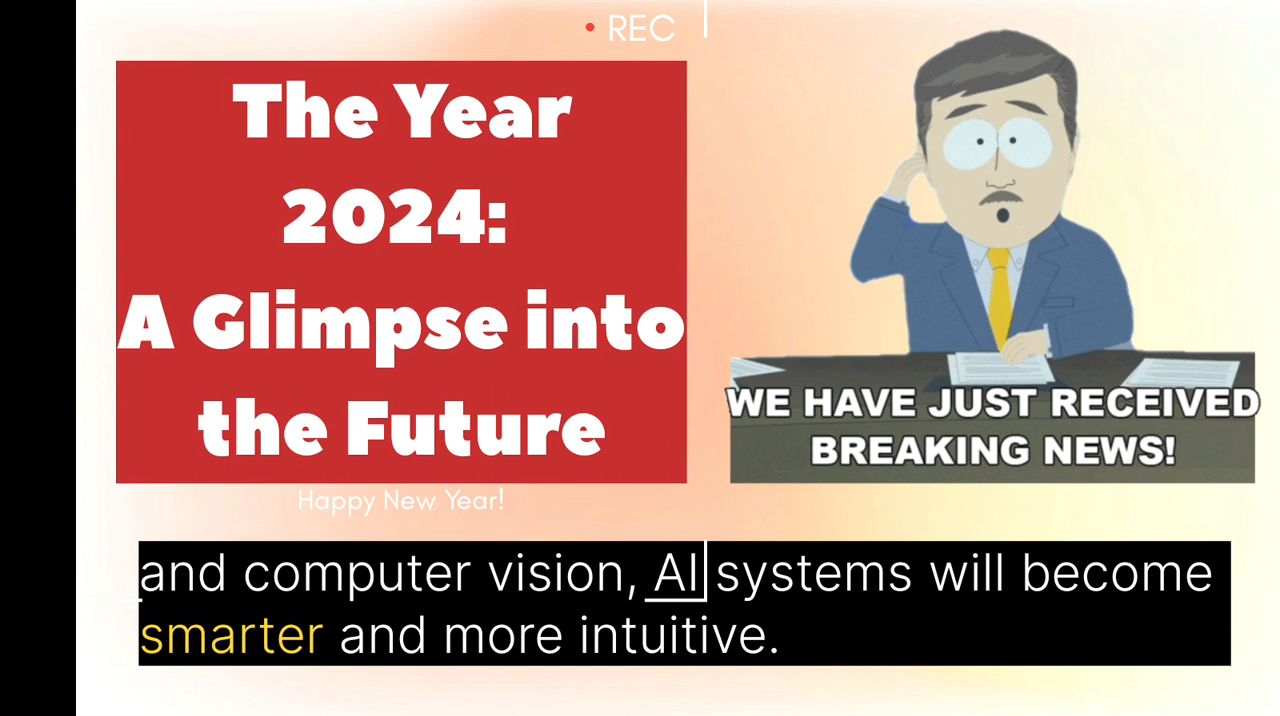 REC
The Year
2024:
A Glimpse into
the Future
Happy New Year!
WE HAVE JUST RECEIVED
BREAKING NEWS!
and computer vision, AI systems will become
smarter and more intuitive.